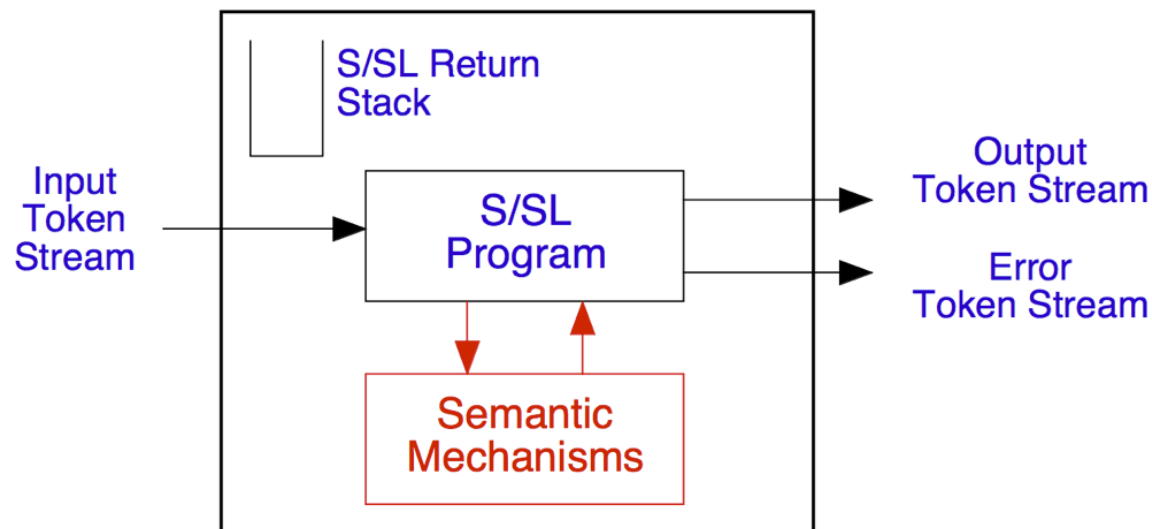 S/SL Return
Stack
Input
Token
Stream
S/SL
Program
Output
Token Stream
Error
Token Stream
Semantic
Mechanisms